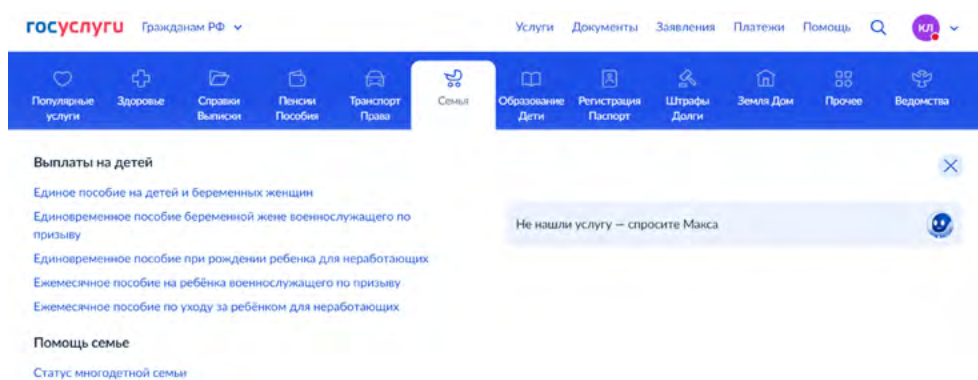 госуслуги Гражданам РФ Услуги Документы Заявления Платежи Помощь КЛ
Популярные услуги
Здоровье
Справки Выписки
Пенсии Пособия
Транспорт Права
Семья
Образование Дети
Регистрация Паспорт
Штрафы Долги
Земля Дом
Прочее
Ведомства
Выплаты на детей
Единое пособие на детей и беременных женщин
Единовременное пособие беременной жене военнослужащего по
призыву
Единовременное пособие при рождении ребенка для неработающих
Ежемесячное пособие на ребёнка военнослужащего по призыву
Ежемесячное пособие по уходу за ребёнком для неработающих
Помощь семье
Статус многодетной семьи
Не нашли услугу — спросите Макса